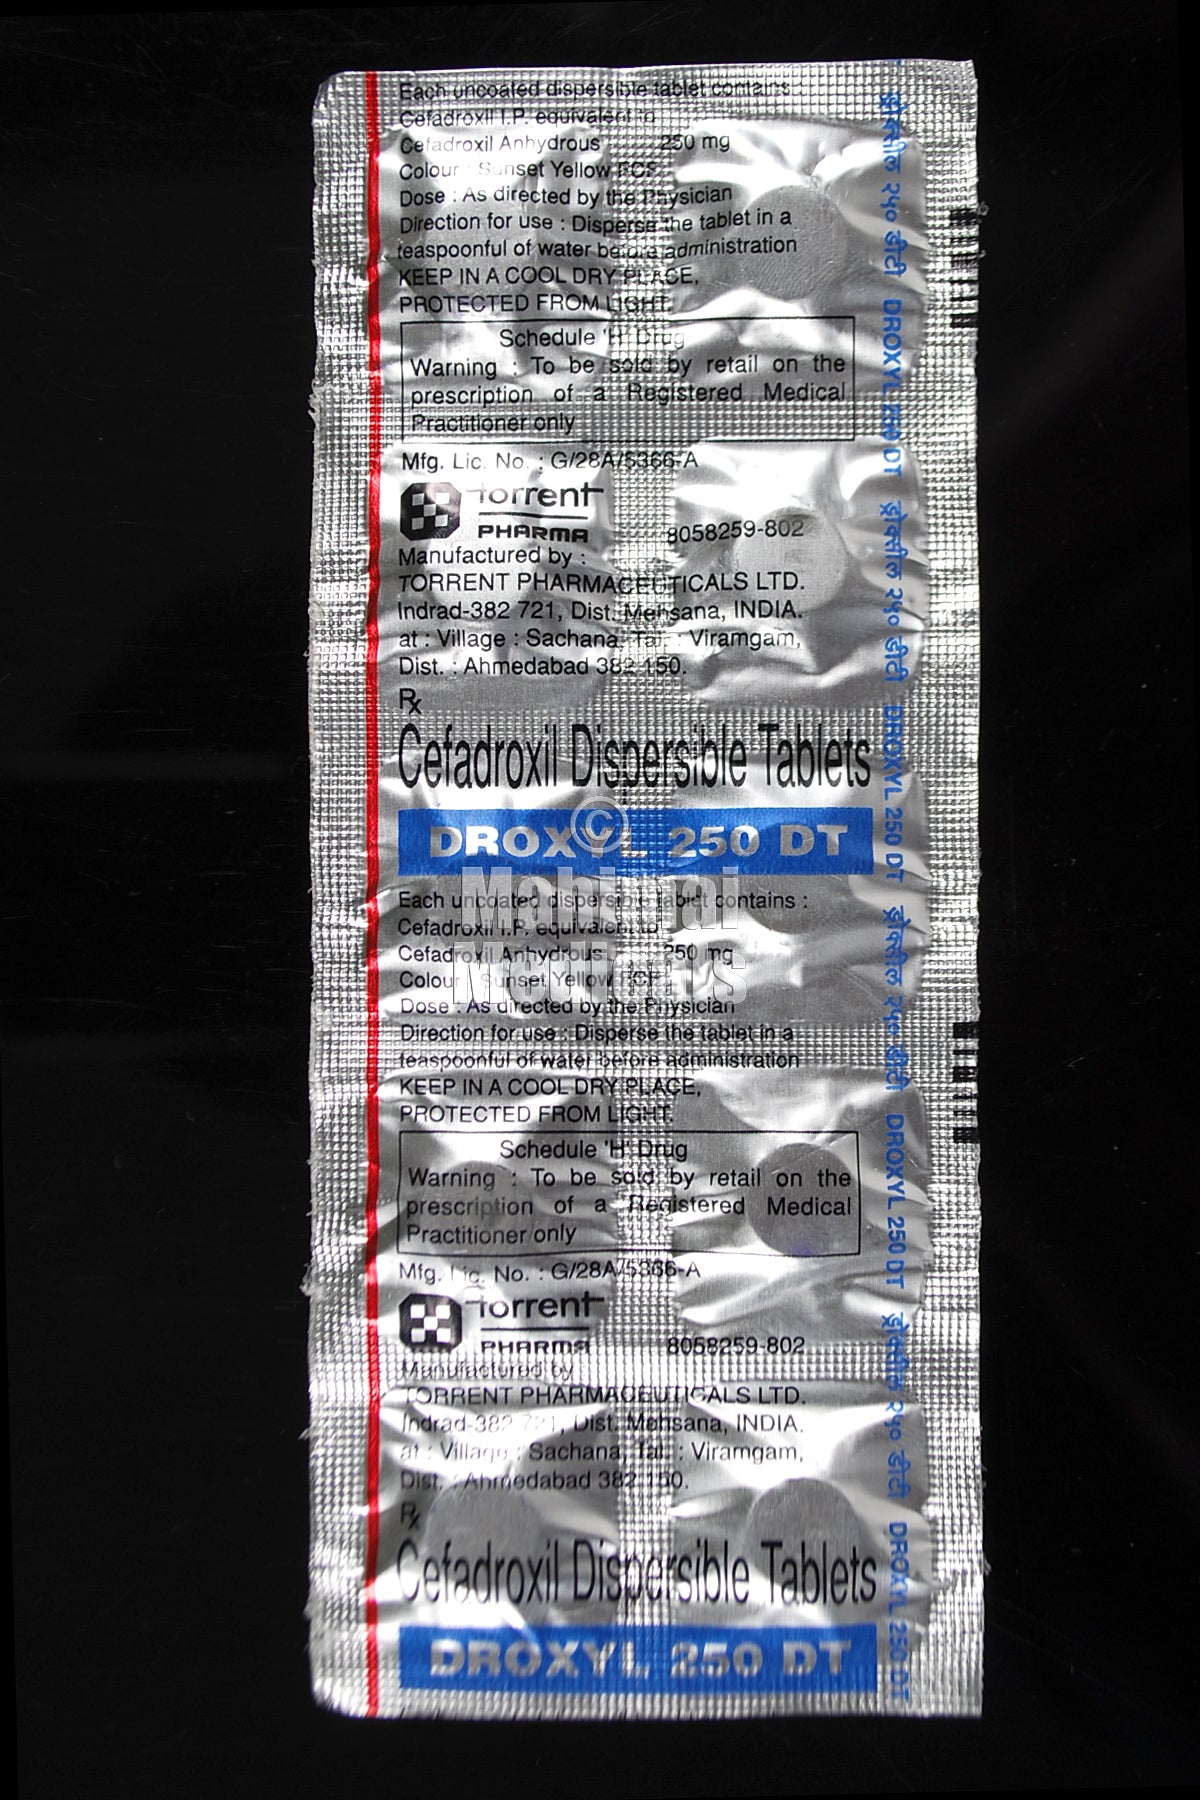 Each uncoated dispersible tablet contains :
Cefadroxil I.P. equivalent to
Cefadroxil Anhydrous 250 mg
Colour : Sunset Yellow FCF
Dose : As directed by the Physician
Direction for use : Disperse the tablet in a
teaspoonful of water before administration
KEEP IN A COOL DRY PLACE,
PROTECTED FROM LIGHT.
Schedule 'H' Drug
Warning : To be sold by retail on the
prescription of a Registered Medical
Practitioner only
Mfg. Lic. No. : G/28A/5366-A
torrent
PHARMA 8058259-802
Manufactured by :
TORRENT PHARMACEUTICALS LTD.
Indrad-382 721, Dist. Mehsana, INDIA.
at : Village : Sachana, Tal. : Viramgam,
Dist. : Ahmedabad 382 150.
Rx
Cefadroxil Dispersible Tablets
DROXYL 250 DT
Each uncoated dispersible tablet contains :
Cefadroxil I.P. equivalent to
Cefadroxil Anhydrous 250 mg
Colour : Sunset Yellow FCF
Dose : As directed by the Physician
Direction for use : Disperse the tablet in a
teaspoonful of water before administration
KEEP IN A COOL DRY PLACE,
PROTECTED FROM LIGHT.
Schedule 'H' Drug
Warning : To be sold by retail on the
prescription of a Registered Medical
Practitioner only
Mfg. Lic. No. : G/28A/5366-A
torrent
PHARMA 8058259-802
Manufactured by
TORRENT PHARMACEUTICALS LTD.
Indrad-382 721, Dist. Mehsana, INDIA.
at : Village : Sachana, Tal. : Viramgam,
Dist. : Ahmedabad 382 150.
Rx
Cefadroxil Dispersible Tablets
DROXYL 250 DT
ड्रोक्सील २५० डीटी DROXYL 250 DT ड्रोक्सील २५० डीटी DROXYL 250 DT ड्रोक्सील २५० डीटी DROXYL 250 DT ड्रोक्सील २५० डीटी DROXYL 250 DT
©